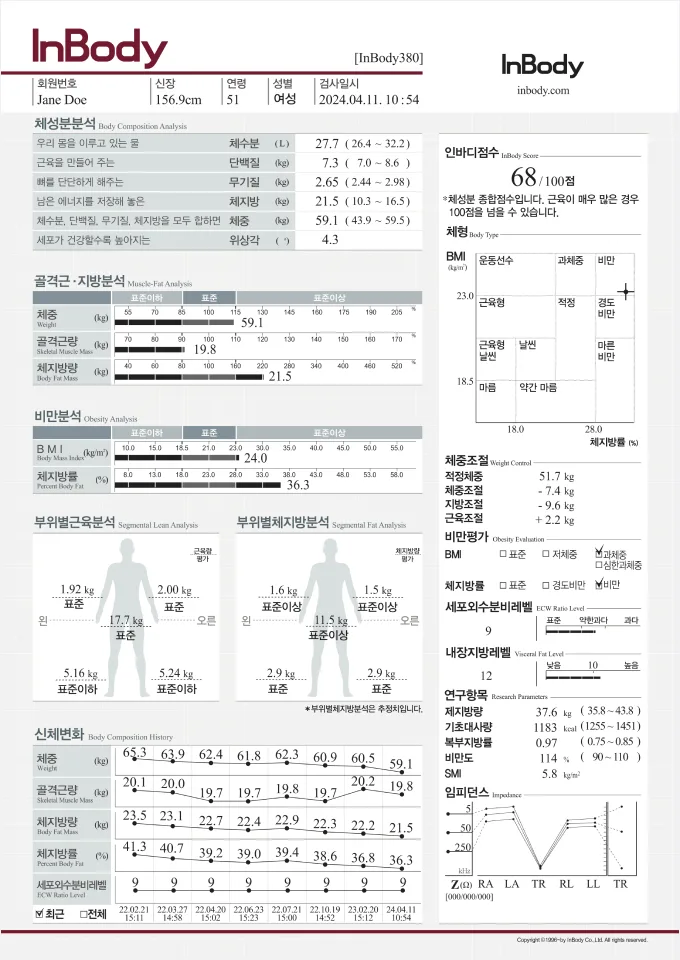 InBody
[InBody380]
InBody
inbody.com
회원번호 신장 연령 성별 검사일시
Jane Doe 156.9cm 51 여성 2024.04.11. 10:54
체성분분석 Body Composition Analysis
우리 몸을 이루고 있는 물 체수분 (L) 27.7 (26.4 ~ 32.2)
근육을 만들어 주는 단백질 (kg) 7.3 (7.0 ~ 8.6)
뼈를 단단하게 해주는 무기질 (kg) 2.65 (2.44 ~ 2.98)
남은 에너지를 저장해 놓은 체지방 (kg) 21.5 (10.3 ~ 16.5)
체수분, 단백질, 무기질, 체지방을 모두 합하면 체중 (kg) 59.1 (43.9 ~ 59.5)
세포가 건강할수록 높아지는 위상각 (°) 4.3
골격근·지방분석 Muscle-Fat Analysis
표준이하 표준 표준이상
체중 Weight (kg) 55 70 85 100 115 130 145 160 175 190 205 %
59.1
골격근량 Skeletal Muscle Mass (kg) 70 80 90 100 110 120 130 140 150 160 170 %
19.8
체지방량 Body Fat Mass (kg) 40 60 80 100 160 220 280 340 400 460 520 %
21.5
비만분석 Obesity Analysis
표준이하 표준 표준이상
BMI Body Mass Index (kg/m²) 10.0 15.0 18.5 21.0 23.0 30.0 35.0 40.0 45.0 50.0 55.0
24.0
체지방률 Percent Body Fat (%) 8.0 13.0 18.0 23.0 28.0 33.0 38.0 43.0 48.0 53.0 58.0
36.3
부위별근육분석 Segmental Lean Analysis
근육량 평가
1.92 kg 표준
2.00 kg 표준
왼 17.7 kg 표준 오른
5.16 kg 표준이하
5.24 kg 표준이하
부위별체지방분석 Segmental Fat Analysis
체지방량 평가
1.6 kg 표준이상
1.5 kg 표준이상
왼 11.5 kg 표준이상 오른
2.9 kg 표준
2.9 kg 표준
*부위별체지방분석은 추정치입니다.
신체변화 Body Composition History
체중 Weight (kg) 65.3 63.9 62.4 61.8 62.3 60.9 60.5 59.1
골격근량 Skeletal Muscle Mass (kg) 20.1 20.0 19.7 19.7 19.8 19.7 20.2 19.8
체지방량 Body Fat Mass (kg) 23.5 23.1 22.7 22.4 22.9 22.3 22.2 21.5
체지방률 Percent Body Fat (%) 41.3 40.7 39.2 39.0 39.4 38.6 36.8 36.3
세포외수분비레벨 ECW Ratio Level 9 9 9 9 9 9 9 9
최근 전체 22.02.21 22.03.27 22.04.20 22.06.23 22.07.21 22.10.19 23.02.20 24.04.11
15:11 14:58 15:02 15:23 15:00 14:52 15:12 10:54
인바디점수 InBody Score
68 /100점
*체성분 종합점수입니다. 근육이 매우 많은 경우
100점을 넘을 수 있습니다.
체형 Body Type
BMI
(kg/m²)
운동선수 과체중 비만
23.0
근육형 적정 경도 비만
근육형 날씬 날씬 마른 비만
18.5
마름 약간 마름
18.0 28.0
체지방률 (%)
체중조절 Weight Control
적정체중 51.7 kg
체중조절 - 7.4 kg
지방조절 - 9.6 kg
근육조절 + 2.2 kg
비만평가 Obesity Evaluation
BMI 표준 저체중 과체중
심한과체중
체지방률 표준 경도비만 비만
세포외수분비레벨 ECW Ratio Level
9 표준 약한과다 과다
내장지방레벨 Visceral Fat Level
12 낮음 10 높음
연구항목 Research Parameters
제지방량 37.6 kg (35.8 ~ 43.8)
기초대사량 1183 kcal (1255 ~ 1451)
복부지방률 0.97 (0.75 ~ 0.85)
비만도 114 % (90 ~ 110)
SMI 5.8 kg/m²
임피던스 Impedance
5
50
250
kHz
Z(Ω) RA LA TR RL LL TR
[000/000/000]
Copyright ©1996~by InBody Co., Ltd. All rights reserved.